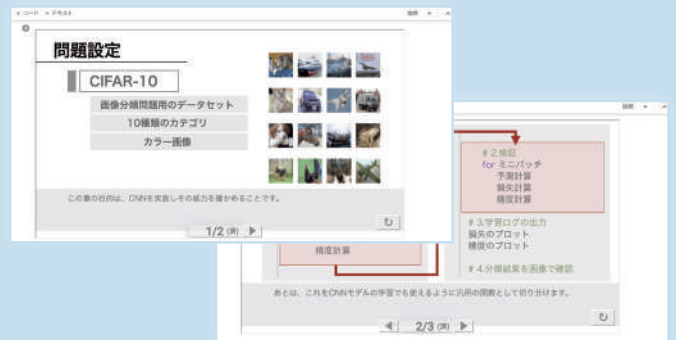 + コード + テキスト
接続
問題設定
CIFAR-10
画像分類問題用のデータセット
10種類のカテゴリ
カラー画像
この章の目的は、CNNを実装しその威力を確かめることです。
1/2 (満)
接続
# 2.検証
for ミニバッチ
予測計算
損失計算
精度計算
# 3.学習ログの出力
損失のプロット
精度のプロット
# 4.分類結果を画像で確認
精度計算
あとは、これをCNNモデルの学習でも使えるように汎用の関数として切り分けます。
2/3 (満)